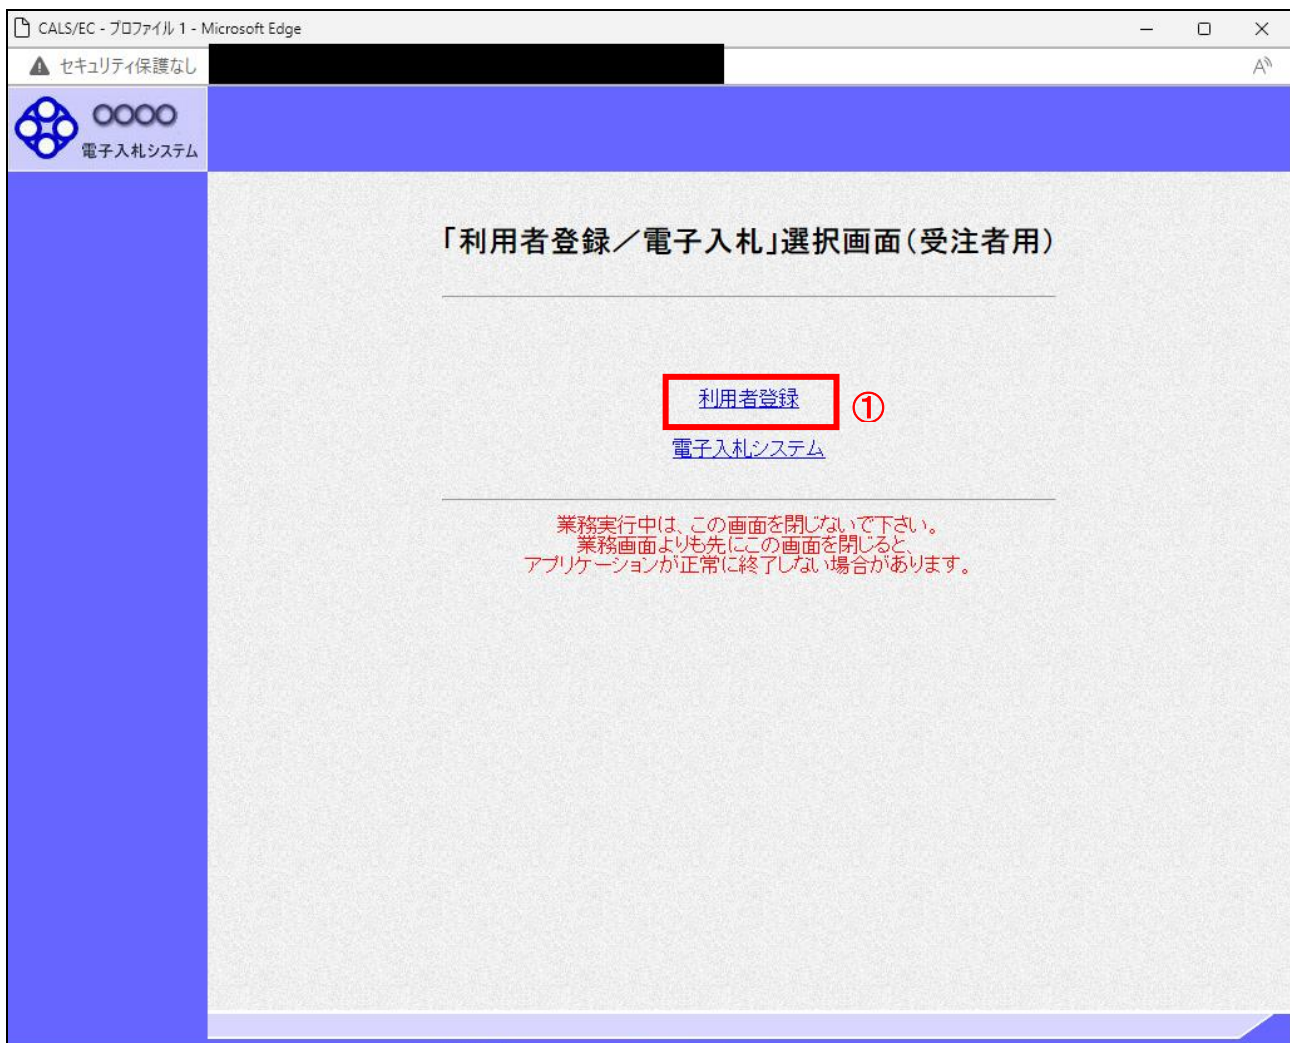 CALS/EC - プロファイル 1 - Microsoft Edge
セキュリティ保護なし
A
○○○○
電子入札システム
「利用者登録／電子入札」選択画面（受注者用）
利用者登録
①
電子入札システム
業務実行中は、この画面を閉じないで下さい。
業務画面よりも先にこの画面を閉じると、
アプリケーションが正常に終了しない場合があります。